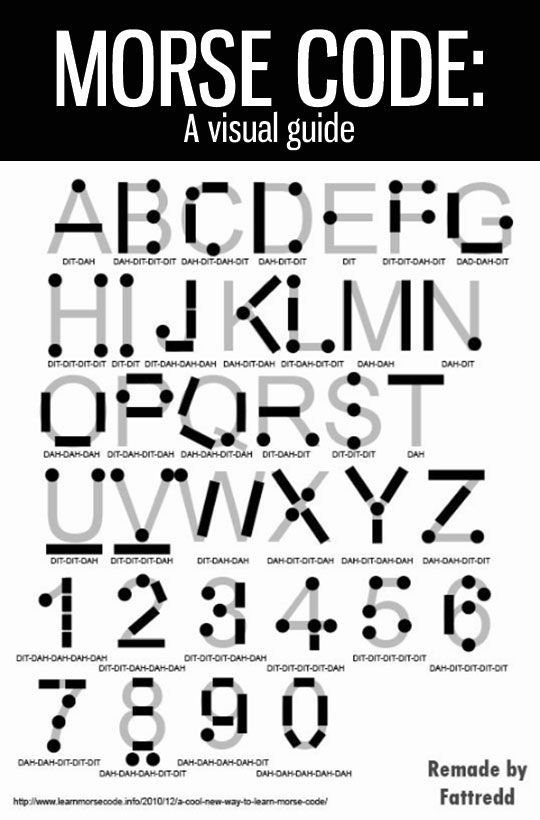 MORSE CODE:
A visual guide
A B C D E F G
DIT-DAH DAH-DIT-DIT-DIT DAH-DIT-DAH-DIT DAH-DIT-DIT DIT DIT-DIT-DAH-DIT DAD-DAH-DIT
H I J K L M N
DIT-DIT-DIT-DIT DIT-DIT DIT-DAH-DAH-DAH DAH-DIT-DAH DIT-DAH-DIT-DIT DAH-DAH DAH-DIT
O P Q R S T
DAH-DAH-DAH DIT-DAH-DIT-DAH DAH-DAH-DIT-DAH DIT-DAH-DIT DIT-DIT-DIT DAH
U V W X Y Z
DIT-DIT-DAH DIT-DIT-DIT-DAH DIT-DAH-DAH DAH-DIT-DIT-DAH DAH-DIT-DAH-DAH DAH-DAH-DIT-DIT
1 2 3 4 5 6
DIT-DAH-DAH-DAH-DAH DIT-DIT-DAH-DAH-DAH DIT-DIT-DIT-DAH-DAH DIT-DIT-DIT-DIT-DAH DIT-DIT-DIT-DIT-DIT DAH-DIT-DIT-DIT-DIT
7 8 9 0
DAH-DAH-DIT-DIT-DIT DAH-DAH-DAH-DIT-DIT DAH-DAH-DAH-DAH-DIT DAH-DAH-DAH-DAH-DAH
Remade by
Fattredd
http://www.learnmorsecode.info/2010/12/a-cool-new-way-to-learn-morse-code/